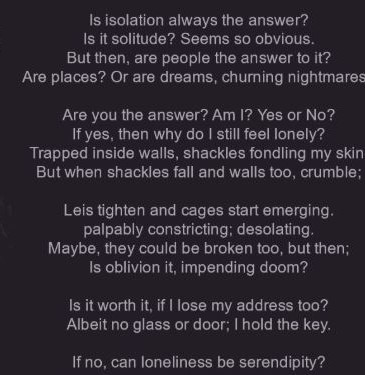 Is isolation always the answer?
Is it solitude? Seems so obvious.
But then, are people the answer to it?
Are places? Or are dreams, churning nightmares
Are you the answer? Am I? Yes or No?
If yes, then why do I still feel lonely?
Trapped inside walls, shackles fondling my skin
But when shackles fall and walls too, crumble;
Leis tighten and cages start emerging.
palpably constricting; desolating.
Maybe, they could be broken too, but then;
Is oblivion it, impending doom?
Is it worth it, if I lose my address too?
Albeit no glass or door; I hold the key.
If no, can loneliness be serendipity?